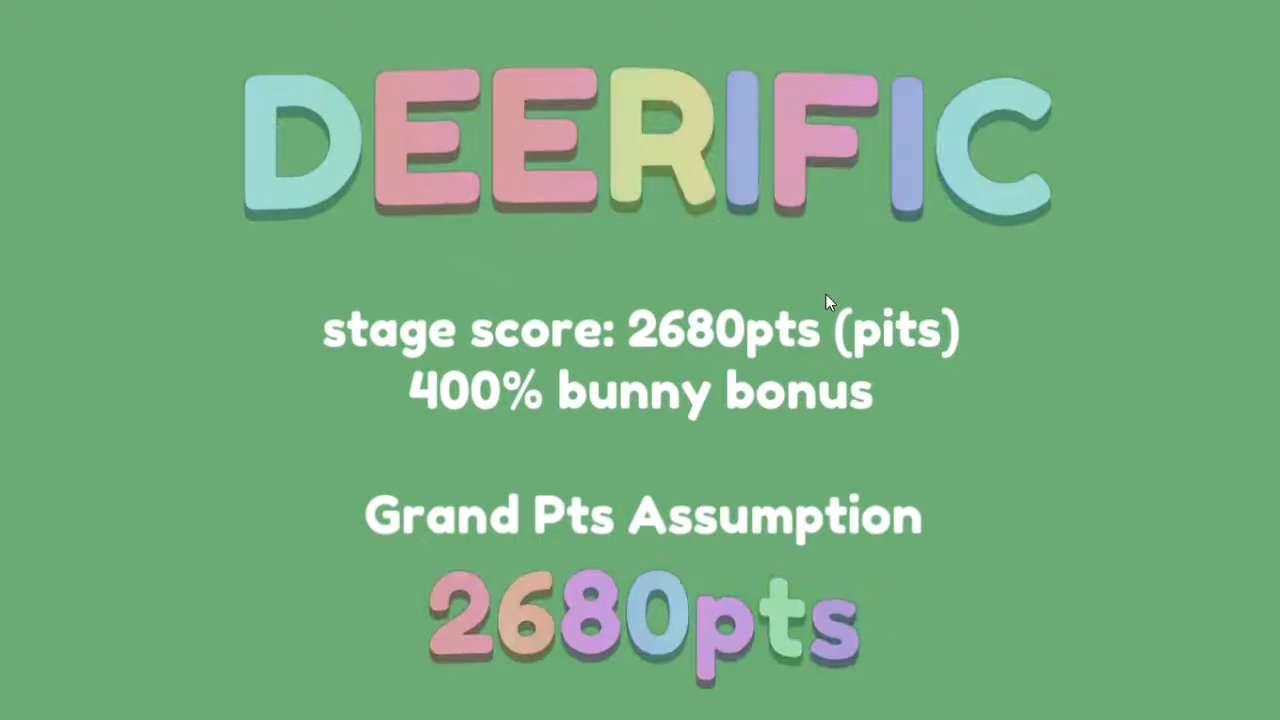 DEERIFIC
stage score: 2680pts (pits)
400% bunny bonus
Grand Pts Assumption
2680pts